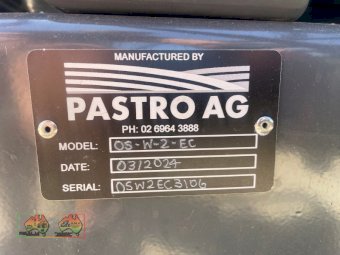 MANUFACTURED BY
PASTRO AG
PH: 02 6964 3888
MODEL: OS-W-2-EC
DATE: 03/2024
SERIAL: OSW2EC3106